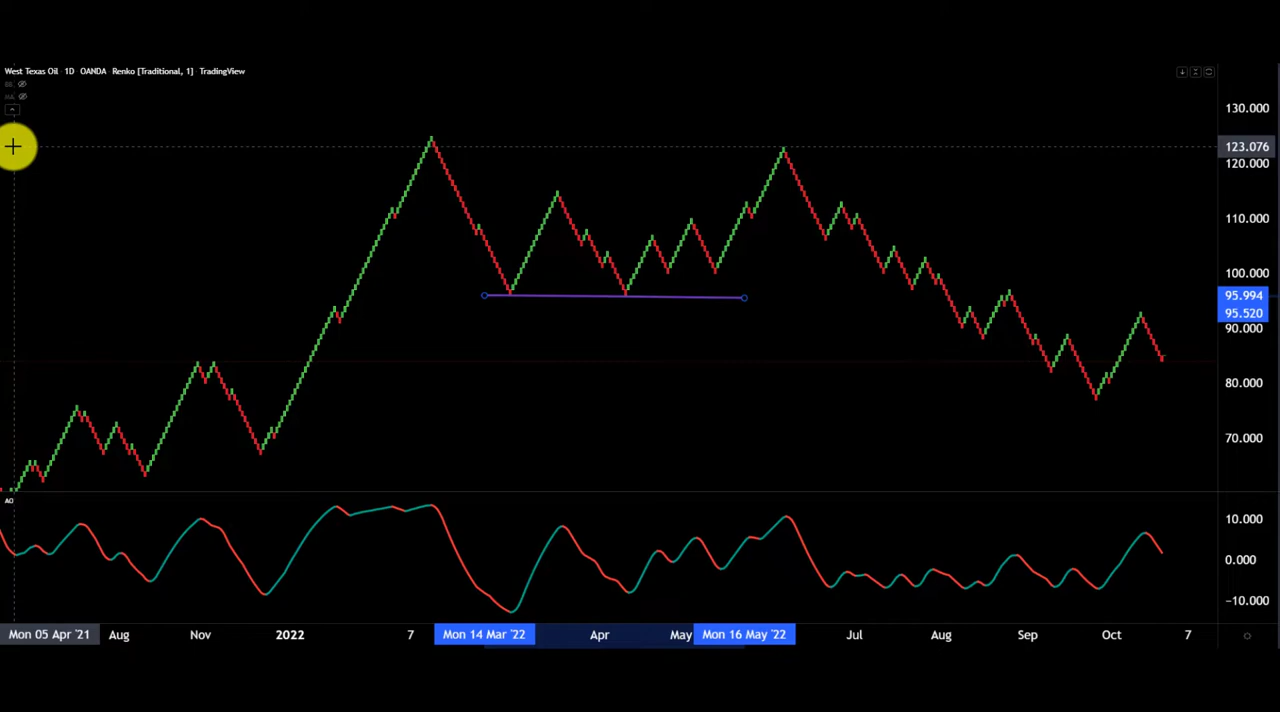 West Texas Oil · 1D · OANDA · Renko [Traditional, 1] · TradingView
BB
MA
130.000
123.076
120.000
110.000
100.000
95.994
95.520
90.000
80.000
70.000
AO
10.000
0.000
−10.000
Mon 05 Apr '21 Aug Nov 2022 7 Mon 14 Mar '22 Apr May Mon 16 May '22 Jul Aug Sep Oct 7